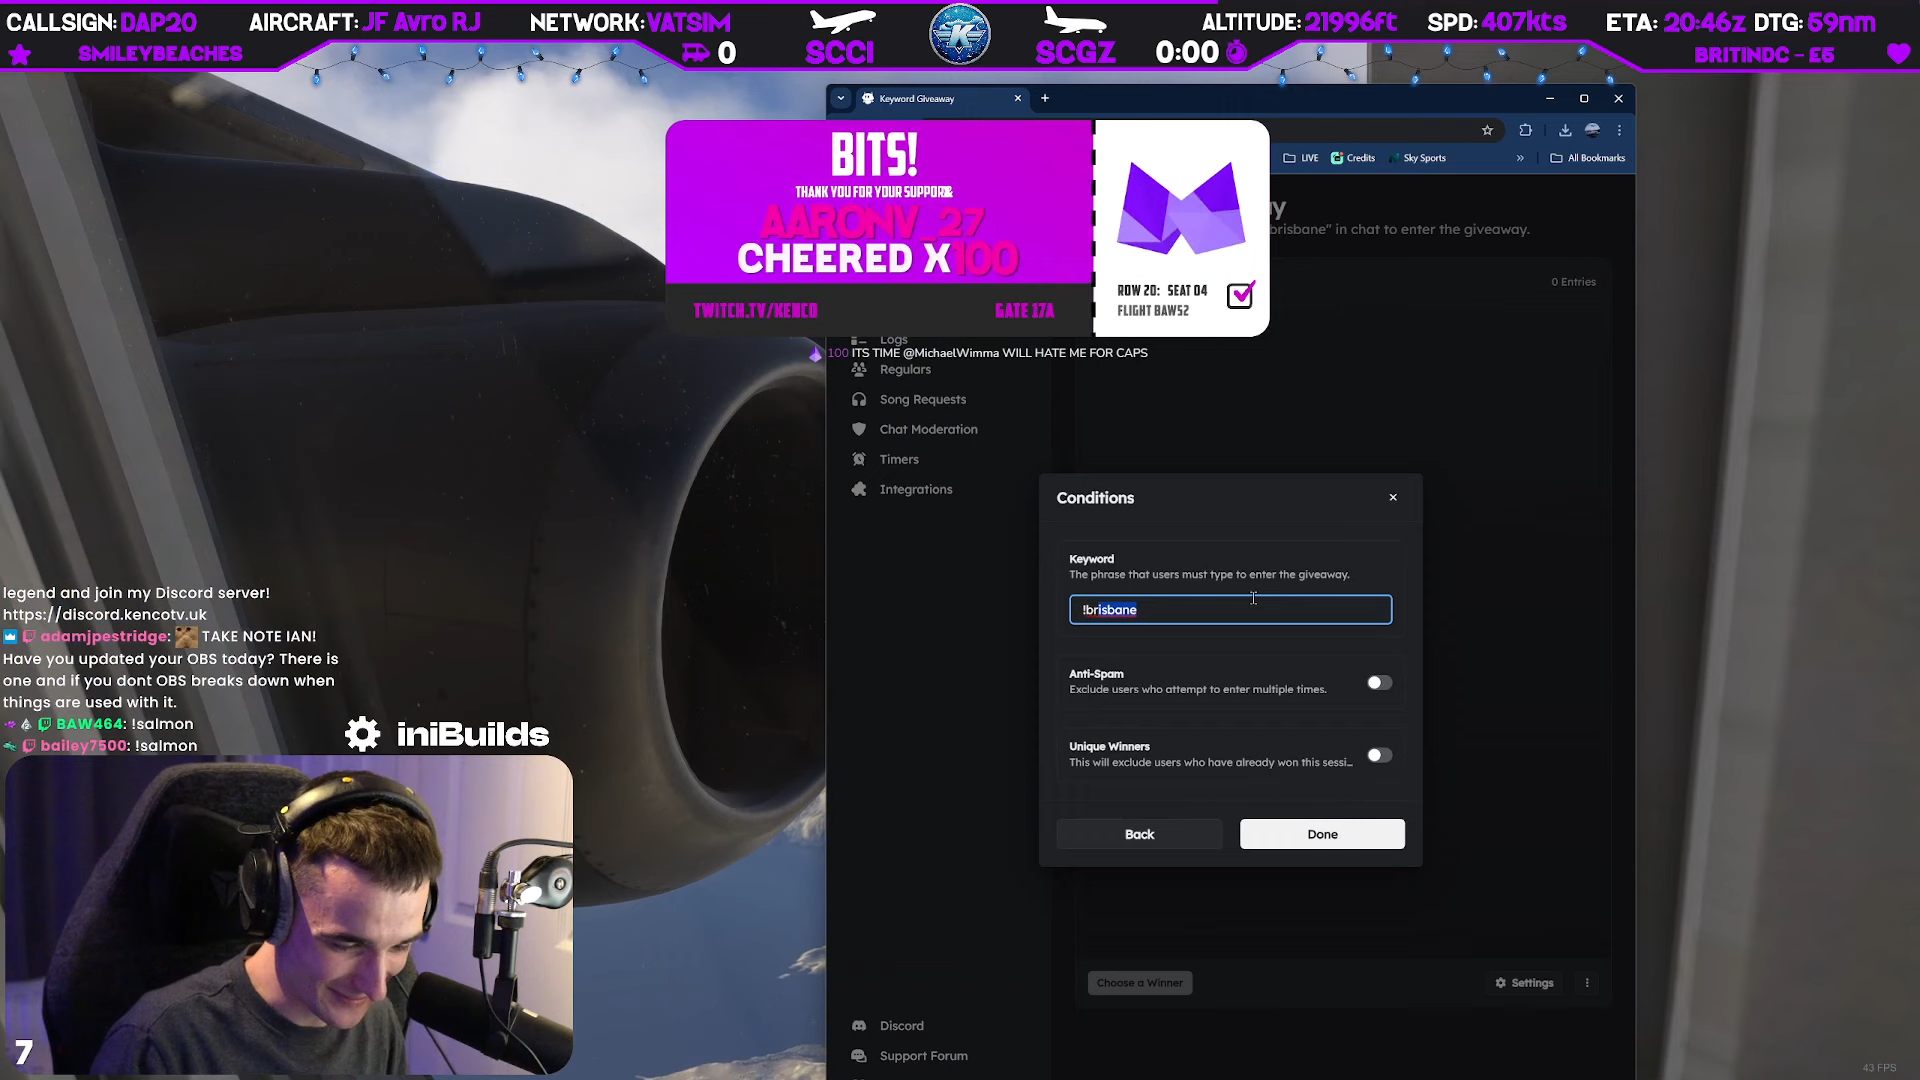 CALLSIGN: DAP20
AIRCRAFT: JF Avro RJ
NETWORK: VATSIM
ALTITUDE: 21996ft
SPD: 407kts
ETA: 20:46z DTG: 59nm
SMILEYBEACHES
0
SCCI
K
SCGZ
0:00
BRITINDC - £5
Keyword Giveaway
LIVE
Credits
Sky Sports
»
All Bookmarks
BITS!
THANK YOU FOR YOUR SUPPORT
AARONV_27
CHEERED X100
TWITCH.TV/KENCO
GATE 17A
ROW 20: SEAT 04
FLIGHT BAW52
100 ITS TIME @MichaelWimma WILL HATE ME FOR CAPS
brisbane" in chat to enter the giveaway.
0 Entries
Logs
Regulars
Song Requests
Chat Moderation
Timers
Integrations
Conditions
Keyword
The phrase that users must type to enter the giveaway.
!brisbane
Anti-Spam
Exclude users who attempt to enter multiple times.
Unique Winners
This will exclude users who have already won this sessi...
Back
Done
Choose a Winner
Settings
Discord
Support Forum
legend and join my Discord server!
https://discord.kencotv.uk
adamjpestridge: TAKE NOTE IAN!
Have you updated your OBS today? There is
one and if you dont OBS breaks down when
things are used with it.
BAW464: !salmon
bailey7500: !salmon
iniBuilds
7
43 FPS